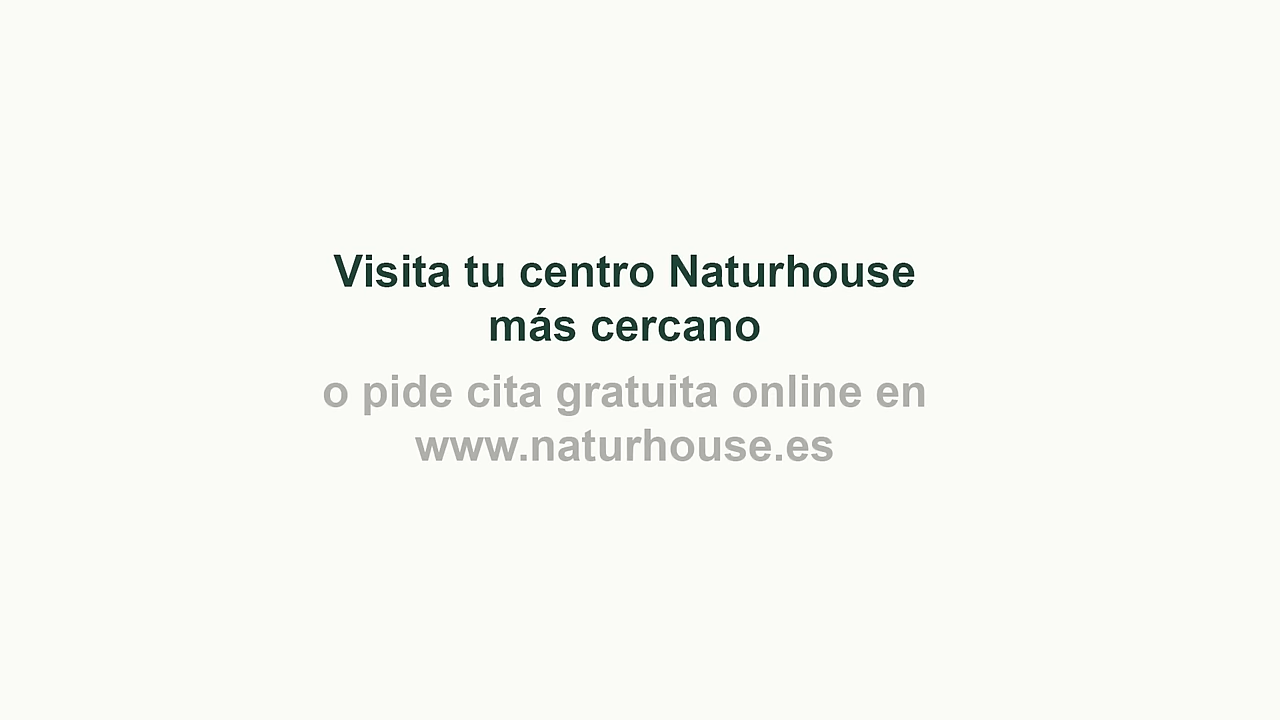 Visita tu centro Naturhouse
más cercano
o pide cita gratuita online en
www.naturhouse.es